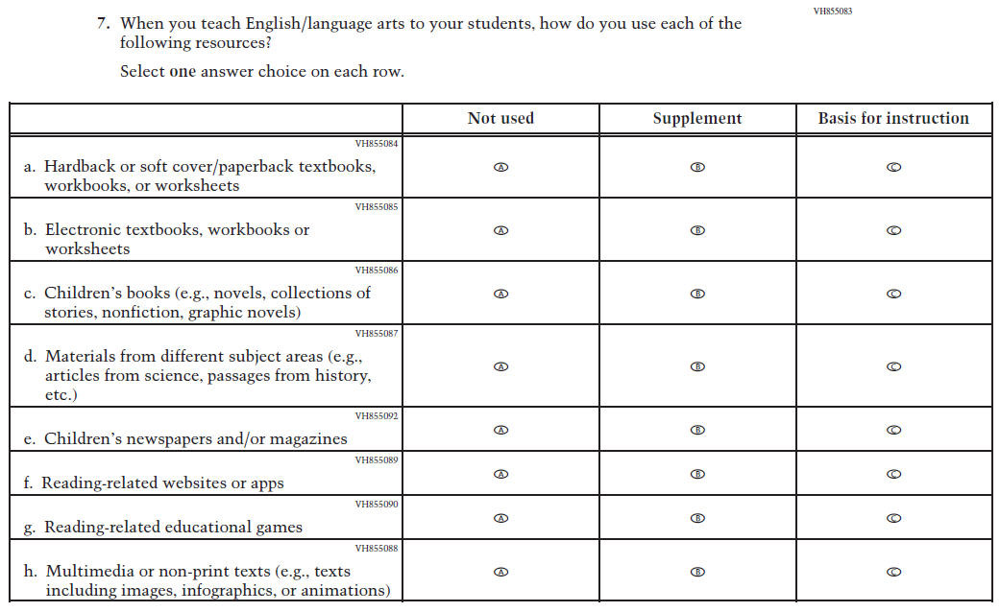 VH855083
7. When you teach English/language arts to your students, how do you use each of the
following resources?
Select one answer choice on each row.
Not used Supplement Basis for instruction
VH855084
a. Hardback or soft cover/paperback textbooks,
workbooks, or worksheets
A B C
VH855085
b. Electronic textbooks, workbooks or
worksheets
A B C
VH855086
c. Children's books (e.g., novels, collections of
stories, nonfiction, graphic novels)
A B C
VH855087
d. Materials from different subject areas (e.g.,
articles from science, passages from history,
etc.)
A B C
VH855092
e. Children's newspapers and/or magazines
A B C
VH855089
f. Reading-related websites or apps
A B C
VH855090
g. Reading-related educational games
A B C
VH855088
h. Multimedia or non-print texts (e.g., texts
including images, infographics, or animations)
A B C